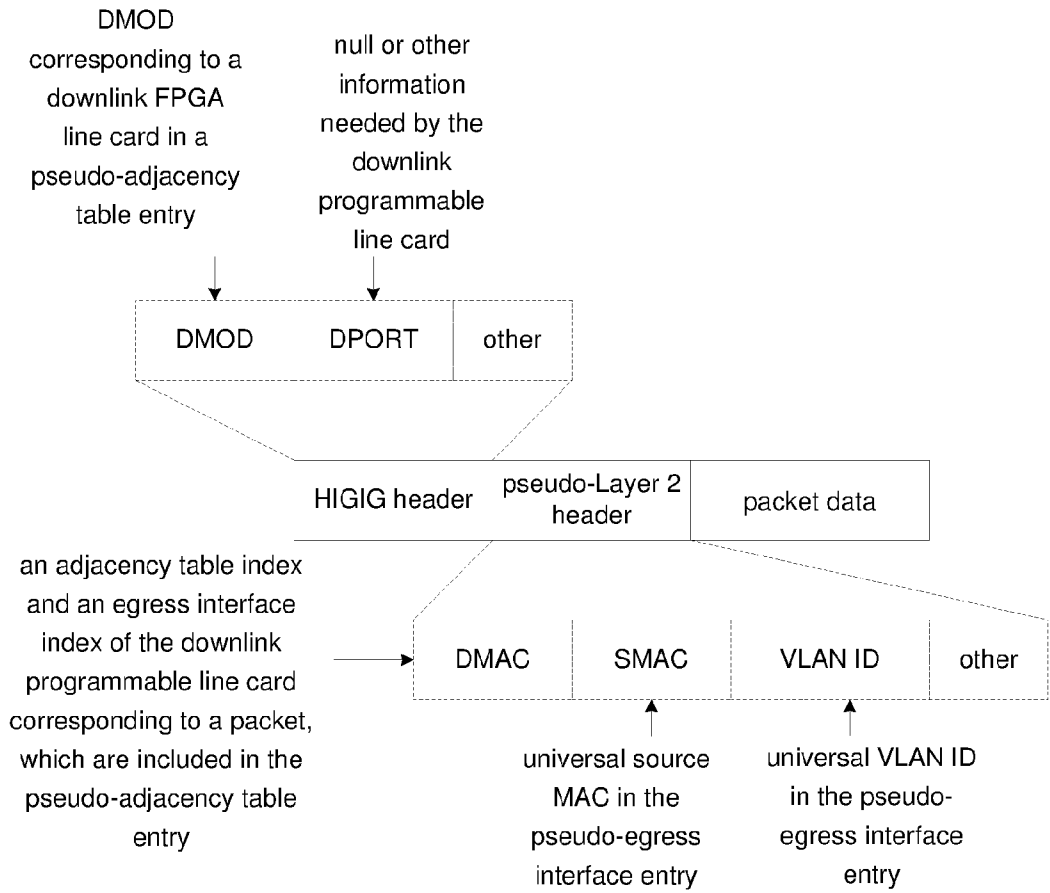 DMOD
corresponding to a
downlink FPGA
line card in a
pseudo-adjacency
table entry
null or other
information
needed by the
downlink
programmable
line card
DMOD
DPORT
other
HIGIG header
pseudo-Layer 2
header
packet data
an adjacency table index
and an egress interface
index of the downlink
programmable line card
corresponding to a packet,
which are included in the
pseudo-adjacency table
entry
DMAC
SMAC
VLAN ID
other
universal source
MAC in the
pseudo-egress
interface entry
universal VLAN ID
in the pseudo-
egress interface
entry